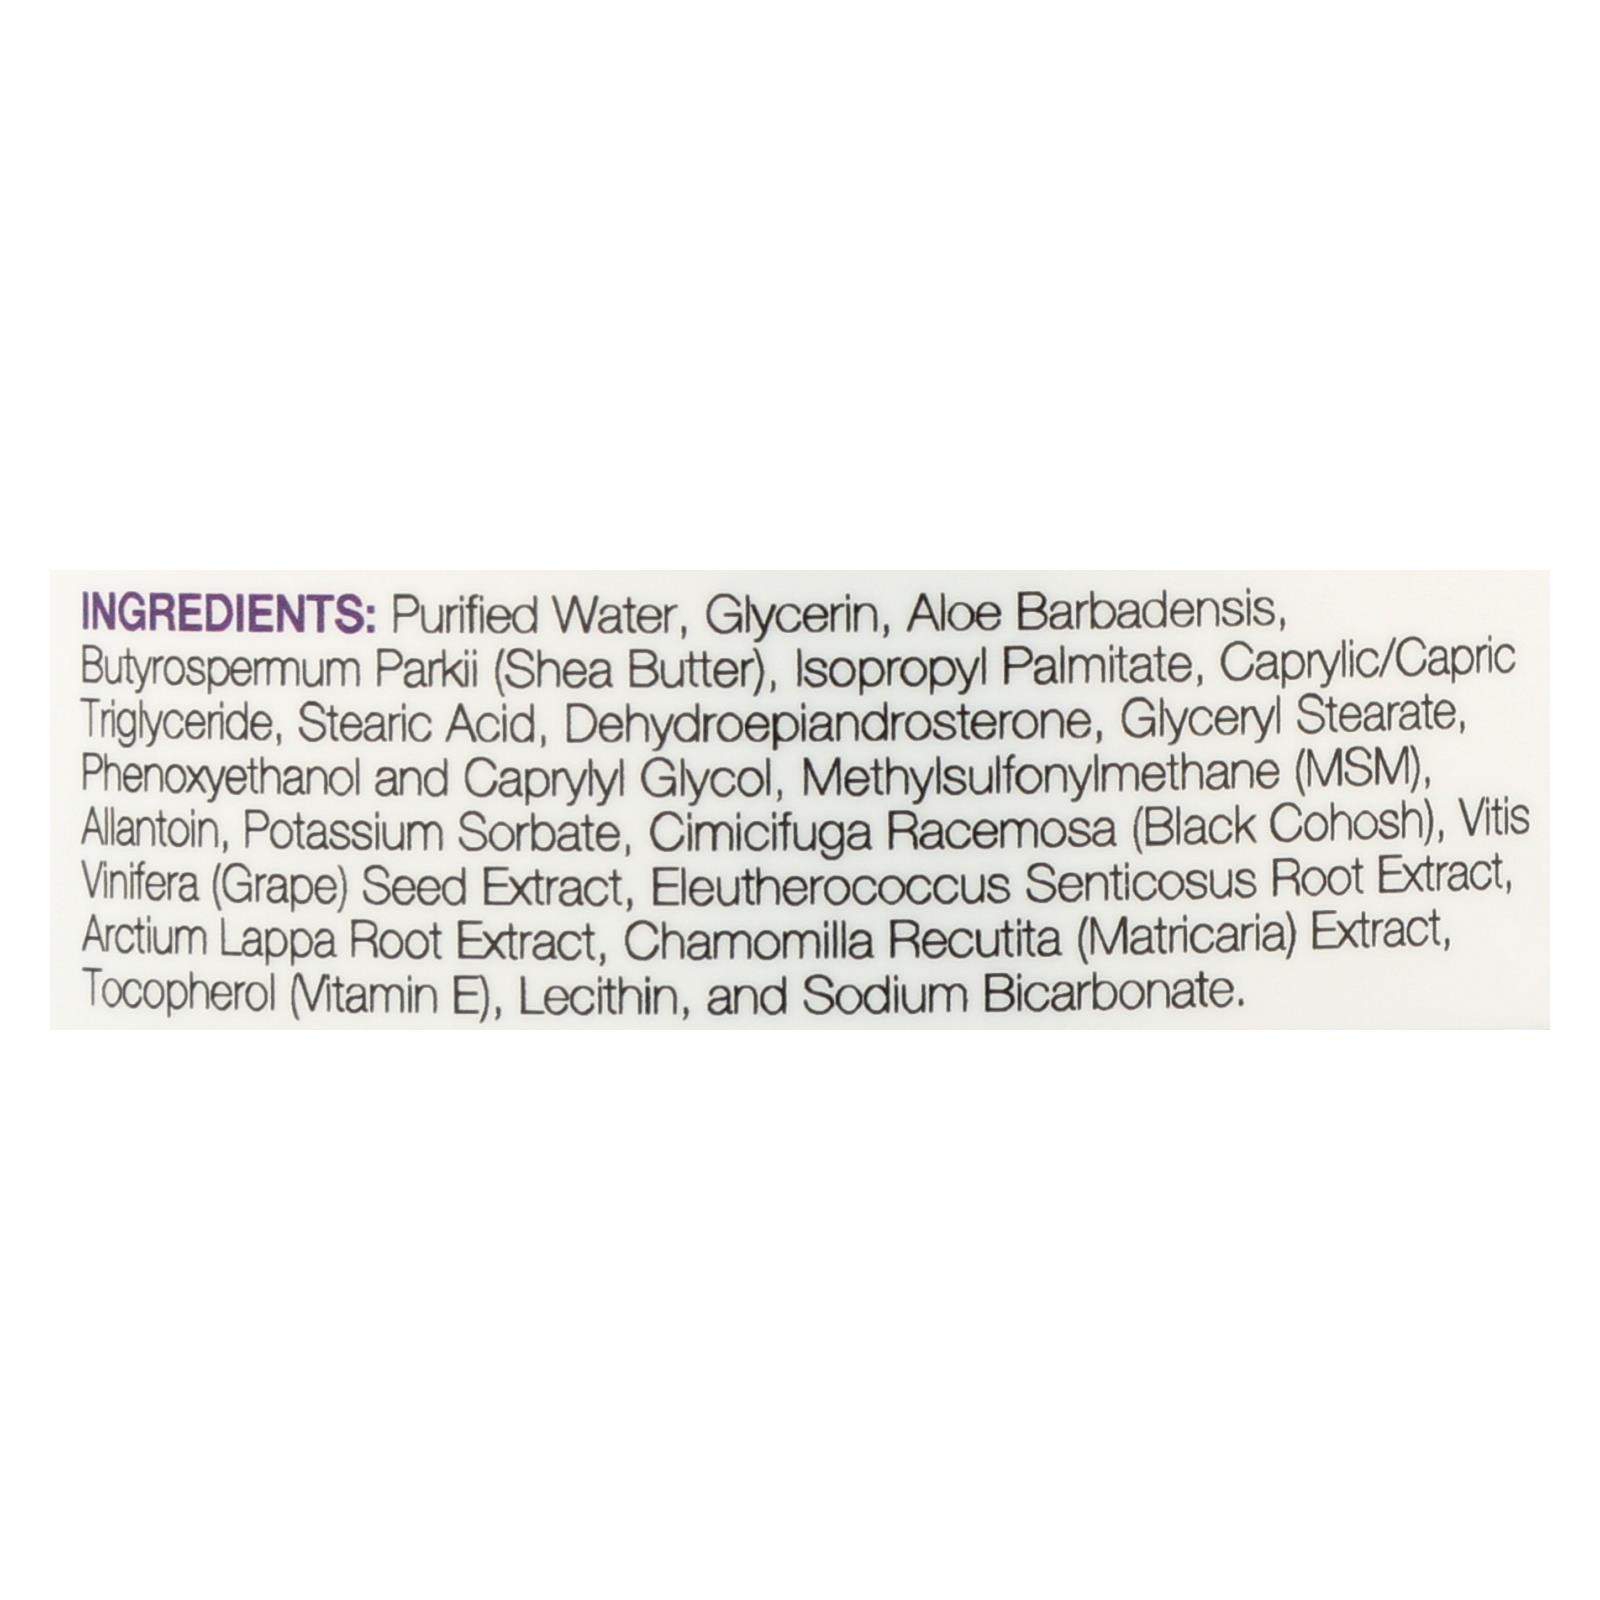 INGREDIENTS: Purified Water, Glycerin, Aloe Barbadensis,
Butyrospermum Parkii (Shea Butter), Isopropyl Palmitate, Caprylic/Capric
Triglyceride, Stearic Acid, Dehydroepiandrosterone, Glyceryl Stearate,
Phenoxyethanol and Caprylyl Glycol, Methylsulfonylmethane (MSM),
Allantoin, Potassium Sorbate, Cimicifuga Racemosa (Black Cohosh), Vitis
Vinifera (Grape) Seed Extract, Eleutherococcus Senticosus Root Extract,
Arctium Lappa Root Extract, Chamomilla Recutita (Matricaria) Extract,
Tocopherol (Vitamin E), Lecithin, and Sodium Bicarbonate.